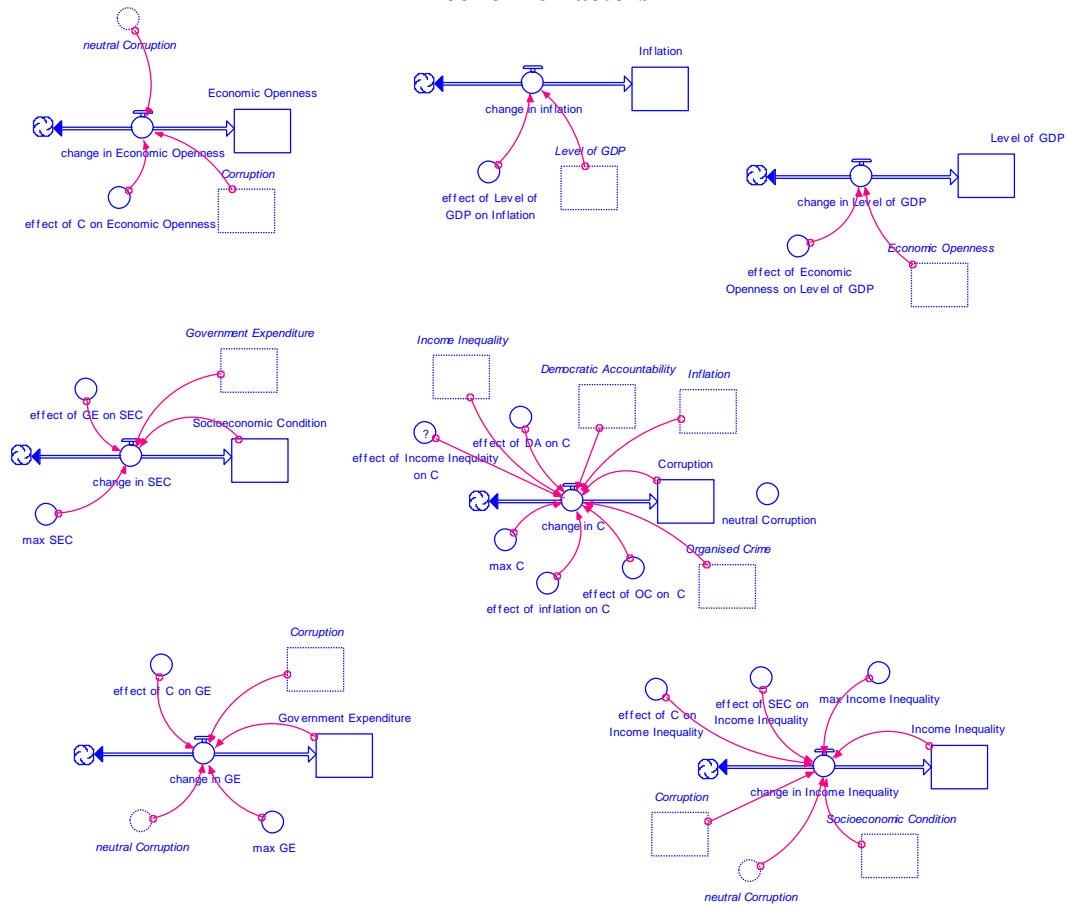 neutral Corruption
Economic Openness
change in Economic Openness
Corruption
effect of C on Economic Openness
Inflation
change in inflation
Level of GDP
effect of Level of
GDP on Inflation
Level of GDP
change in Level of GDP
Economic Openness
effect of Economic
Openness on Level of GDP
Government Expenditure
effect of GE on SEC
Socioeconomic Condition
change in SEC
max SEC
Income Inequality
Democratic Accountability
Inflation
effect of DA on C
?
effect of Income Inequlaity
on C
Corruption
neutral Corruption
change in C
max C
Organised Crime
effect of OC on C
effect of inflation on C
Corruption
effect of C on GE
Government Expenditure
change in GE
neutral Corruption
max GE
effect of C on
Income Inequality
effect of SEC on
Income Inequality
max Income Inequality
Income Inequality
change in Income Inequality
Corruption
Socioeconomic Condition
neutral Corruption